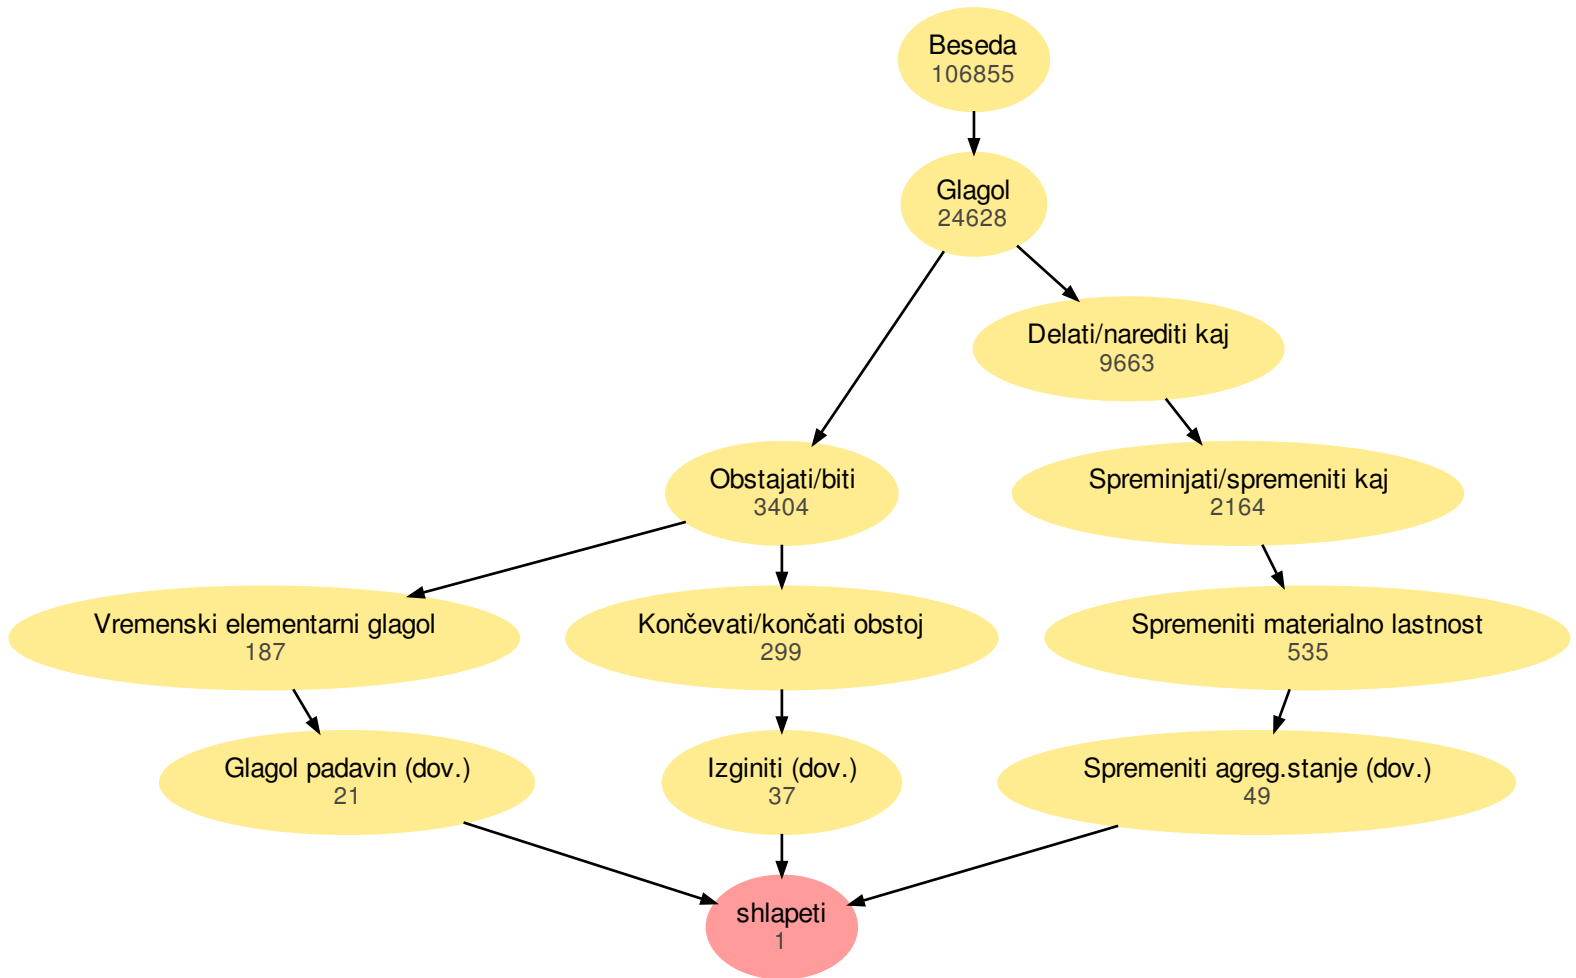 Beseda
106855
Glagol
24628
Delati/narediti kaj
9663
Obstajati/biti
3404
Spreminjati/spremeniti kaj
2164
Vremenski elementarni glagol
187
Končevati/končati obstoj
299
Spremeniti materialno lastnost
535
Glagol padavin (dov.)
21
Izginiti (dov.)
37
Spremeniti agreg.stanje (dov.)
49
shlapeti
1